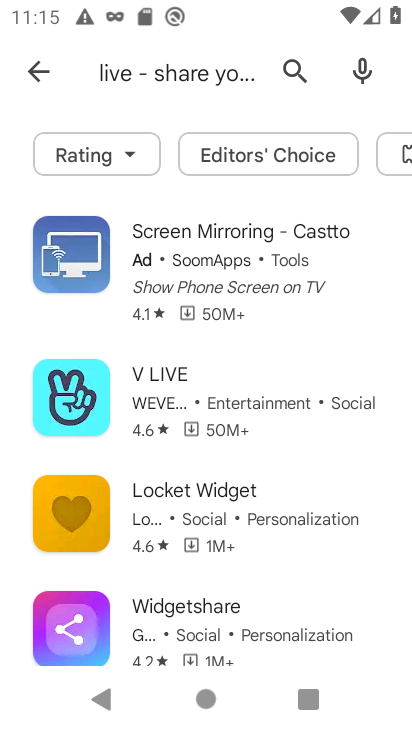 11:15
live - share yo...
Rating
Editors' Choice
Screen Mirroring - Castto
Ad • SoomApps • Tools
Show Phone Screen on TV
4.1★ 50M+
V LIVE
WEVE... • Entertainment • Social
4.6★ 50M+
Locket Widget
Lo... • Social • Personalization
4.6★ 1M+
Widgetshare
G... • Social • Personalization
4.2★ 1M+